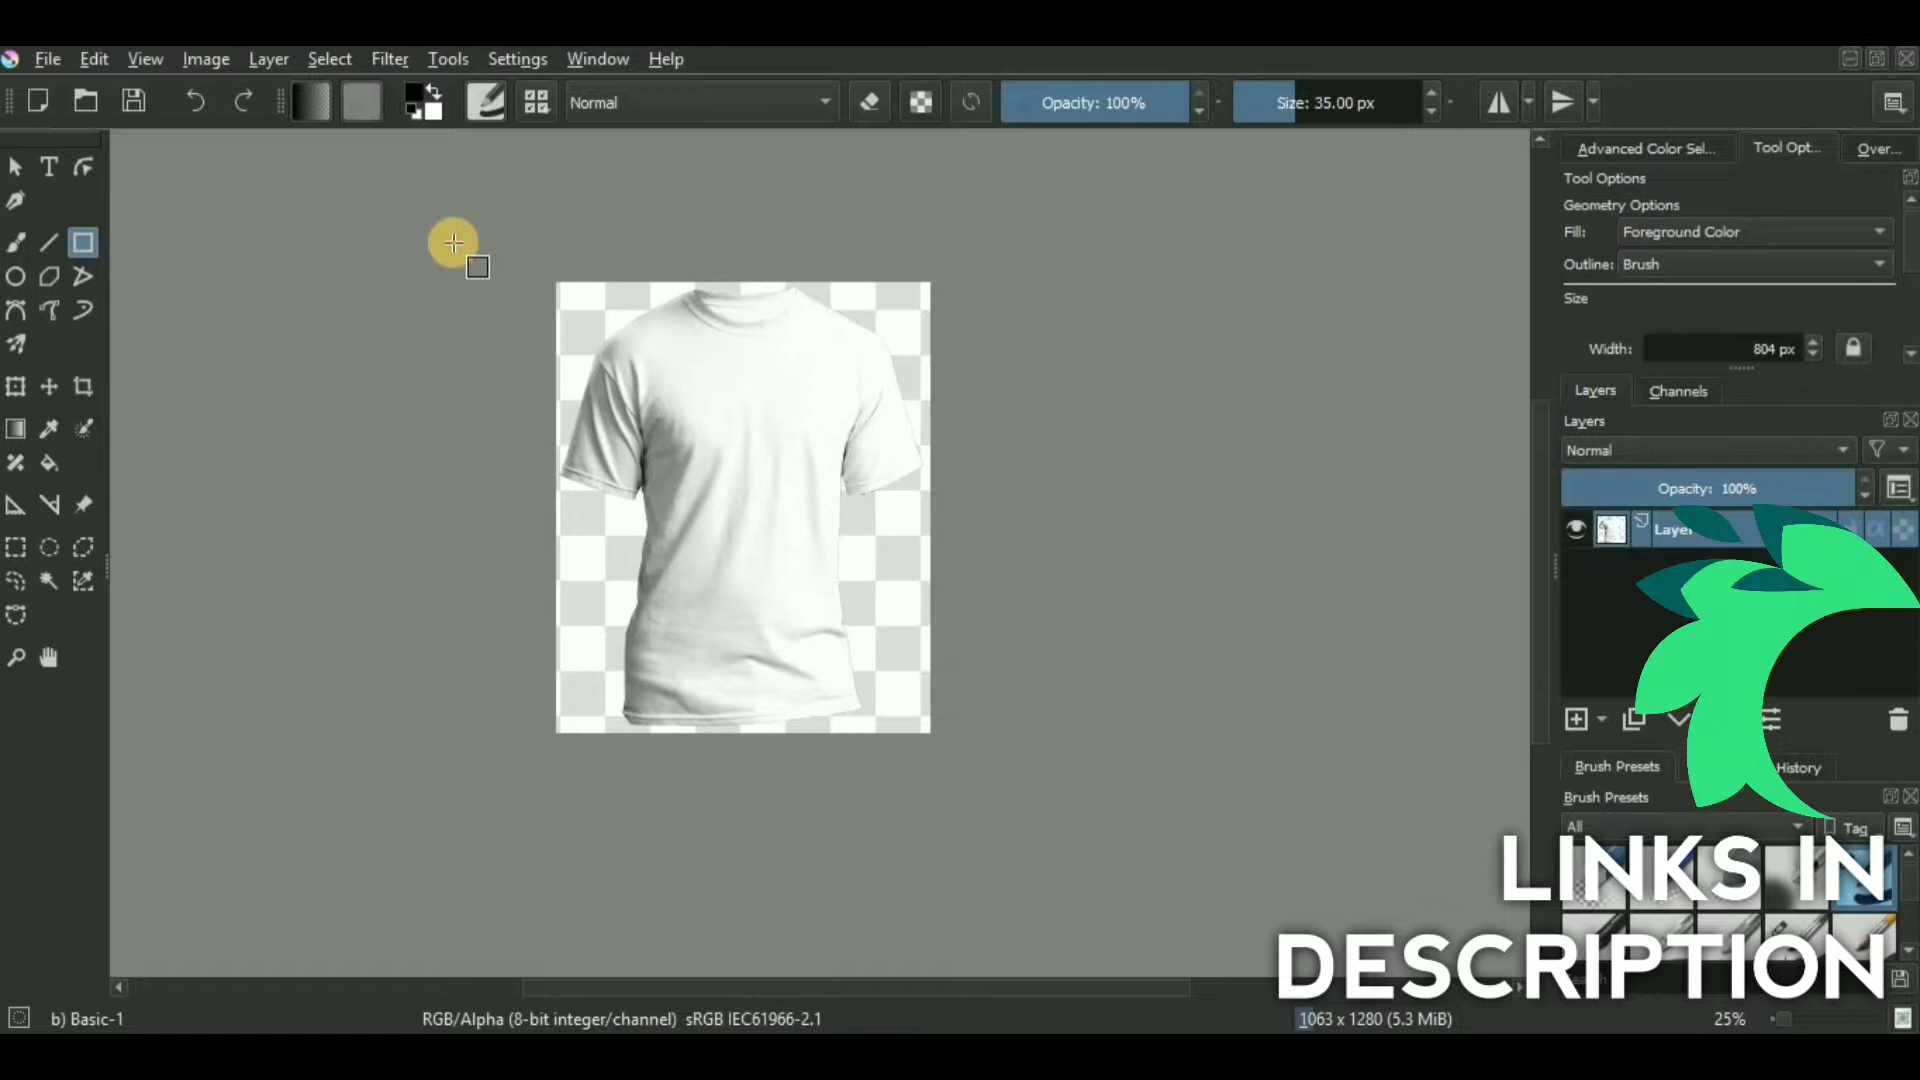 File Edit View Image Layer Select Filter Tools Settings Window Help
Normal Opacity: 100% Size: 35.00 px
Advanced Color Sel... Tool Opt... Over...
Tool Options
Geometry Options
Fill: Foreground Color
Outline: Brush
Size
Width: 804 px
Layers Channels
Layers
Normal
Opacity: 100%
Layer
Brush Presets History
Brush Presets
All Tag
LINKS IN
DESCRIPTION
b) Basic-1 RGB/Alpha (8-bit integer/channel) sRGB IEC61966-2.1 1063 x 1280 (5.3 MiB) 25%